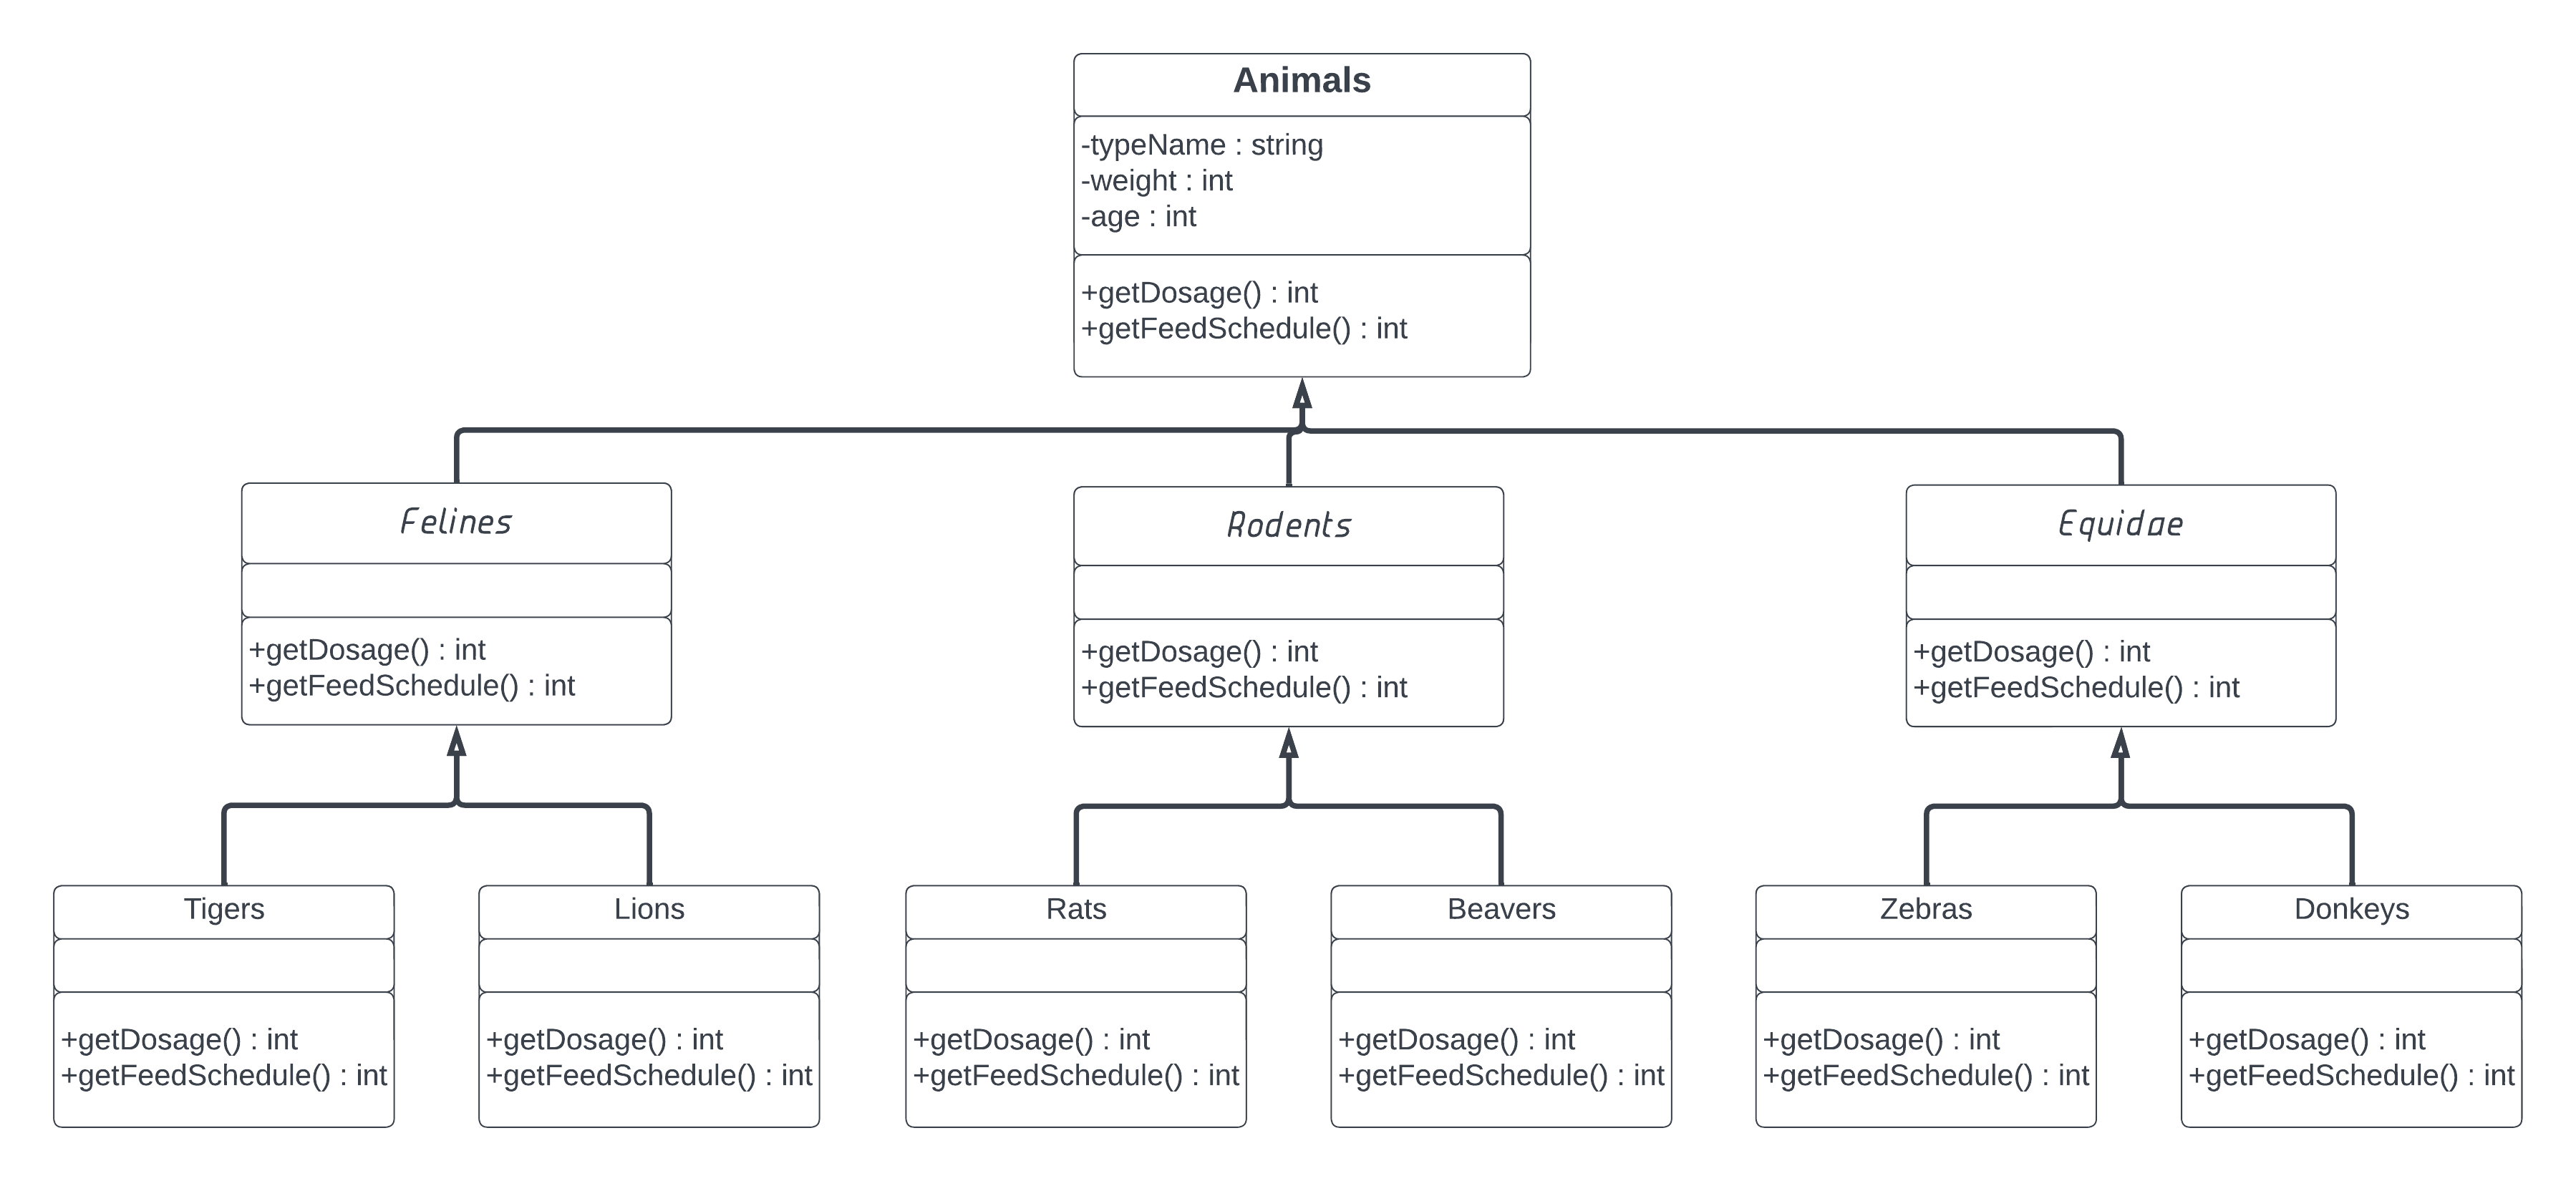 Animals
-typeName : string
-weight : int
-age : int
+getDosage() : int
+getFeedSchedule() : int
Felines
+getDosage() : int
+getFeedSchedule() : int
Rodents
+getDosage() : int
+getFeedSchedule() : int
Equidae
+getDosage() : int
+getFeedSchedule() : int
Tigers
+getDosage() : int
+getFeedSchedule() : int
Lions
+getDosage() : int
+getFeedSchedule() : int
Rats
+getDosage() : int
+getFeedSchedule() : int
Beavers
+getDosage() : int
+getFeedSchedule() : int
Zebras
+getDosage() : int
+getFeedSchedule() : int
Donkeys
+getDosage() : int
+getFeedSchedule() : int